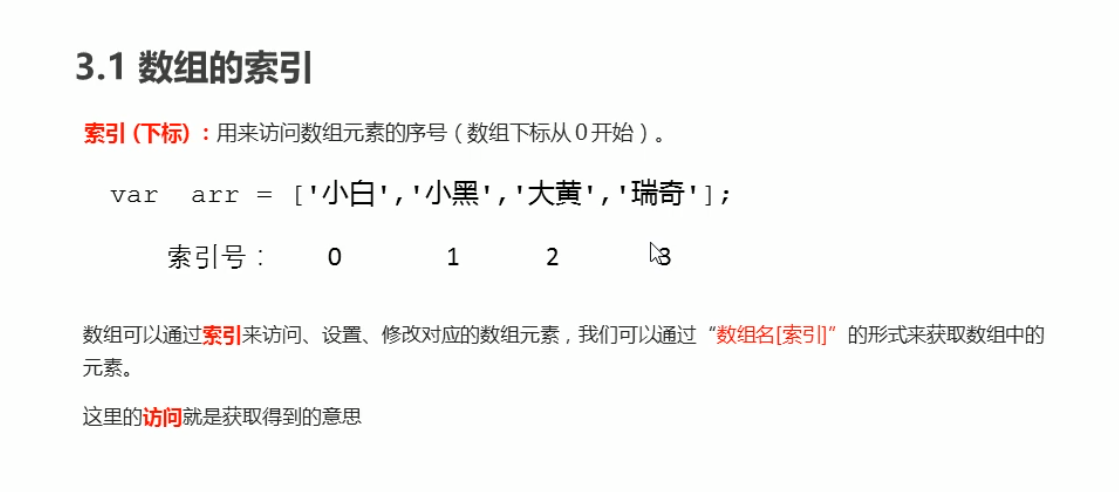 3.1 数组的索引
索引 (下标) ：用来访问数组元素的序号（数组下标从 0 开始）。
var arr = ['小白','小黑','大黄','瑞奇'];
索引号： 0 1 2 3
数组可以通过索引来访问、设置、修改对应的数组元素，我们可以通过“数组名[索引]”的形式来获取数组中的
元素。
这里的访问就是获取得到的意思